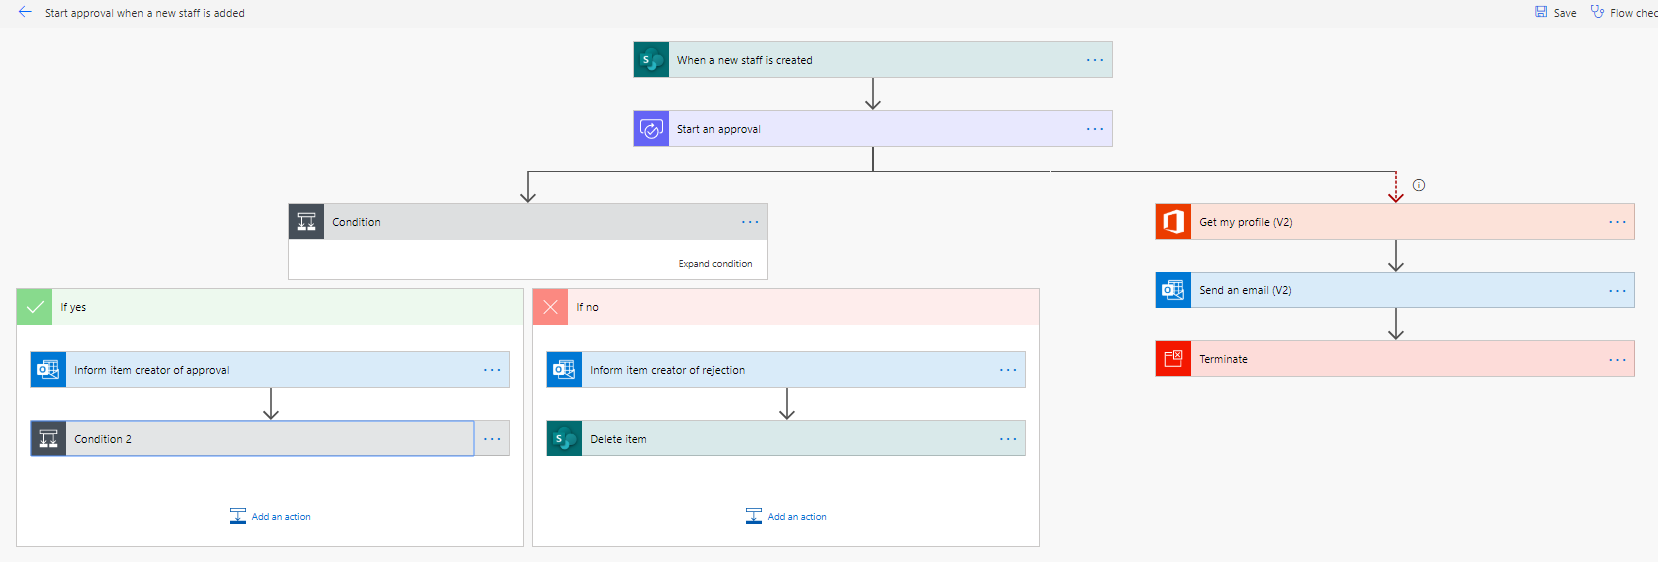 Start approval when a new staff is added
Save
Flow chec
When a new staff is created
Start an approval
Condition
Expand condition
Get my profile (V2)
Send an email (V2)
Terminate
If yes
Inform item creator of approval
Condition 2
Add an action
If no
Inform item creator of rejection
Delete item
Add an action